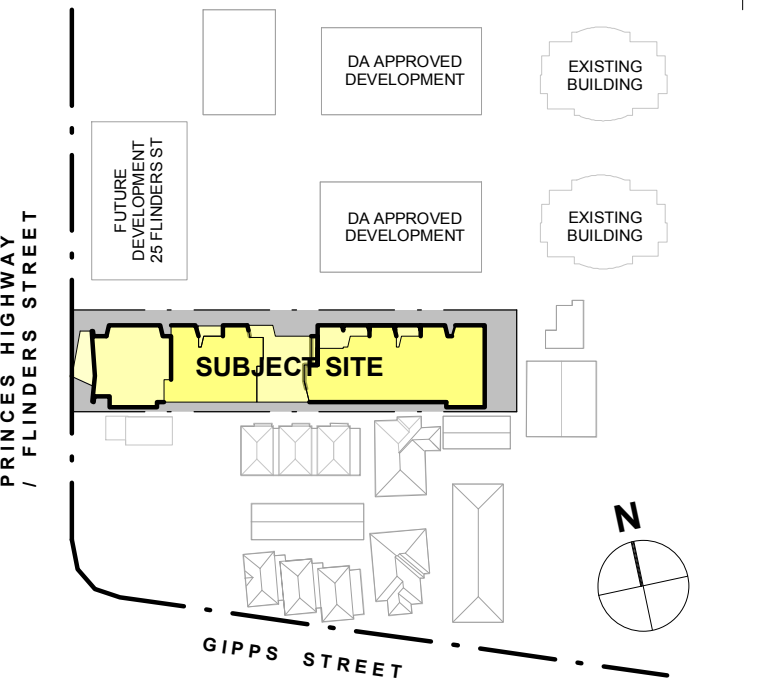 DA APPROVED
DEVELOPMENT
EXISTING
BUILDING
FUTURE
DEVELOPMENT
25 FLINDERS ST
DA APPROVED
DEVELOPMENT
EXISTING
BUILDING
PRINCES HIGHWAY
/ FLINDERS STREET
SUBJECT SITE
N
GIPPS STREET